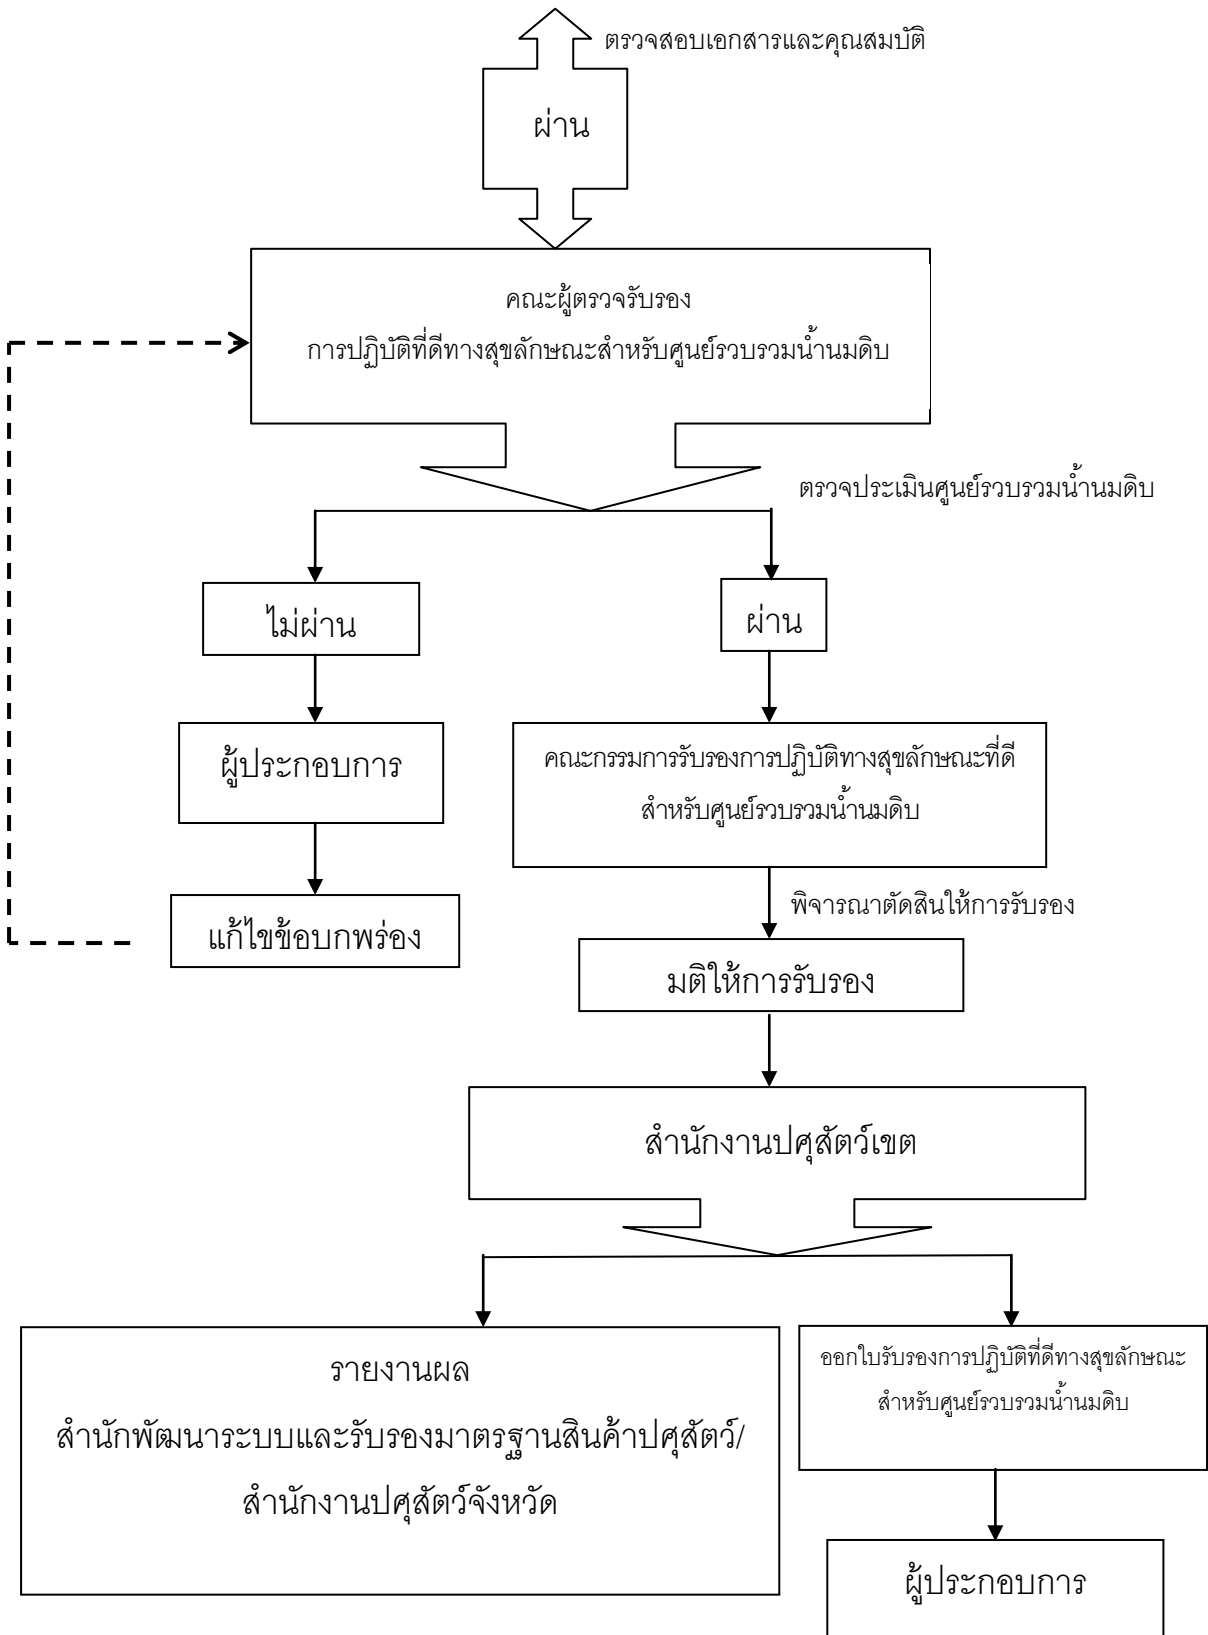 ตรวจสอบเอกสารและคุณสมบัติ
ผ่าน
คณะผู้ตรวจรับรอง
การปฏิบัติที่ดีทางสุขลักษณะสำหรับศูนย์รวบรวมน้ำนมดิบ
ตรวจประเมินศูนย์รวบรวมน้ำนมดิบ
ไม่ผ่าน
ผ่าน
ผู้ประกอบการ
คณะกรรมการรับรองการปฏิบัติทางสุขลักษณะที่ดี
สำหรับศูนย์รวบรวมน้ำนมดิบ
แก้ไขข้อบกพร่อง
พิจารณาตัดสินให้การรับรอง
มติให้การรับรอง
สำนักงานปศุสัตว์เขต
รายงานผล
สำนักพัฒนาระบบและรับรองมาตรฐานสินค้าปศุสัตว์/
สำนักงานปศุสัตว์จังหวัด
ออกใบรับรองการปฏิบัติที่ดีทางสุขลักษณะ
สำหรับศูนย์รวบรวมน้ำนมดิบ
ผู้ประกอบการ